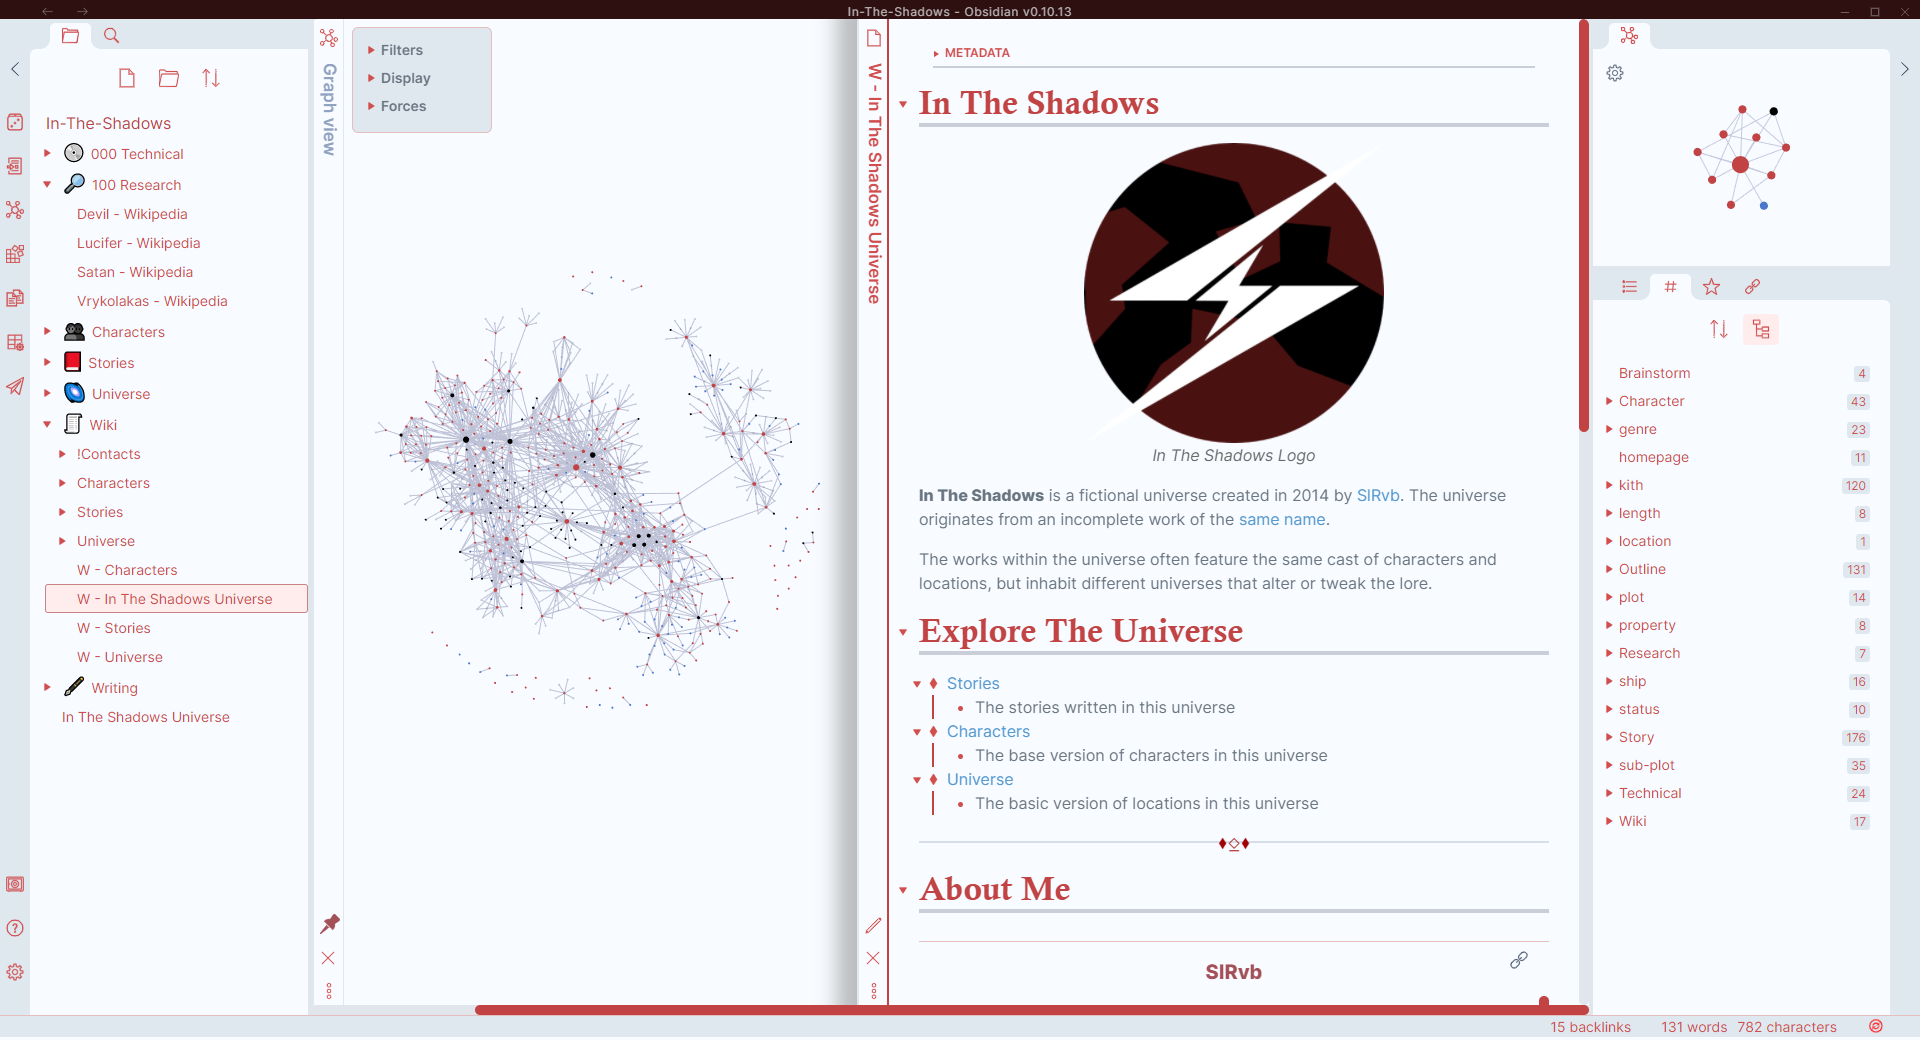 In-The-Shadows - Obsidian v0.10.13
In-The-Shadows
000 Technical
100 Research
Devil - Wikipedia
Lucifer - Wikipedia
Satan - Wikipedia
Vrykolakas - Wikipedia
Characters
Stories
Universe
Wiki
!Contacts
Characters
Stories
Universe
W - Characters
W - In The Shadows Universe
W - Stories
W - Universe
Writing
In The Shadows Universe
Graph view
Filters
Display
Forces
W - In The Shadows Universe
METADATA
In The Shadows
In The Shadows Logo
In The Shadows is a fictional universe created in 2014 by SIRvb. The universe
originates from an incomplete work of the same name.
The works within the universe often feature the same cast of characters and
locations, but inhabit different universes that alter or tweak the lore.
Explore The Universe
Stories
The stories written in this universe
Characters
The base version of characters in this universe
Universe
The basic version of locations in this universe
About Me
SIRvb
Brainstorm 4
Character 43
genre 23
homepage 11
kith 120
length 8
location 1
Outline 131
plot 14
property 8
Research 7
ship 16
status 10
Story 176
sub-plot 35
Technical 24
Wiki 17
15 backlinks 131 words 782 characters